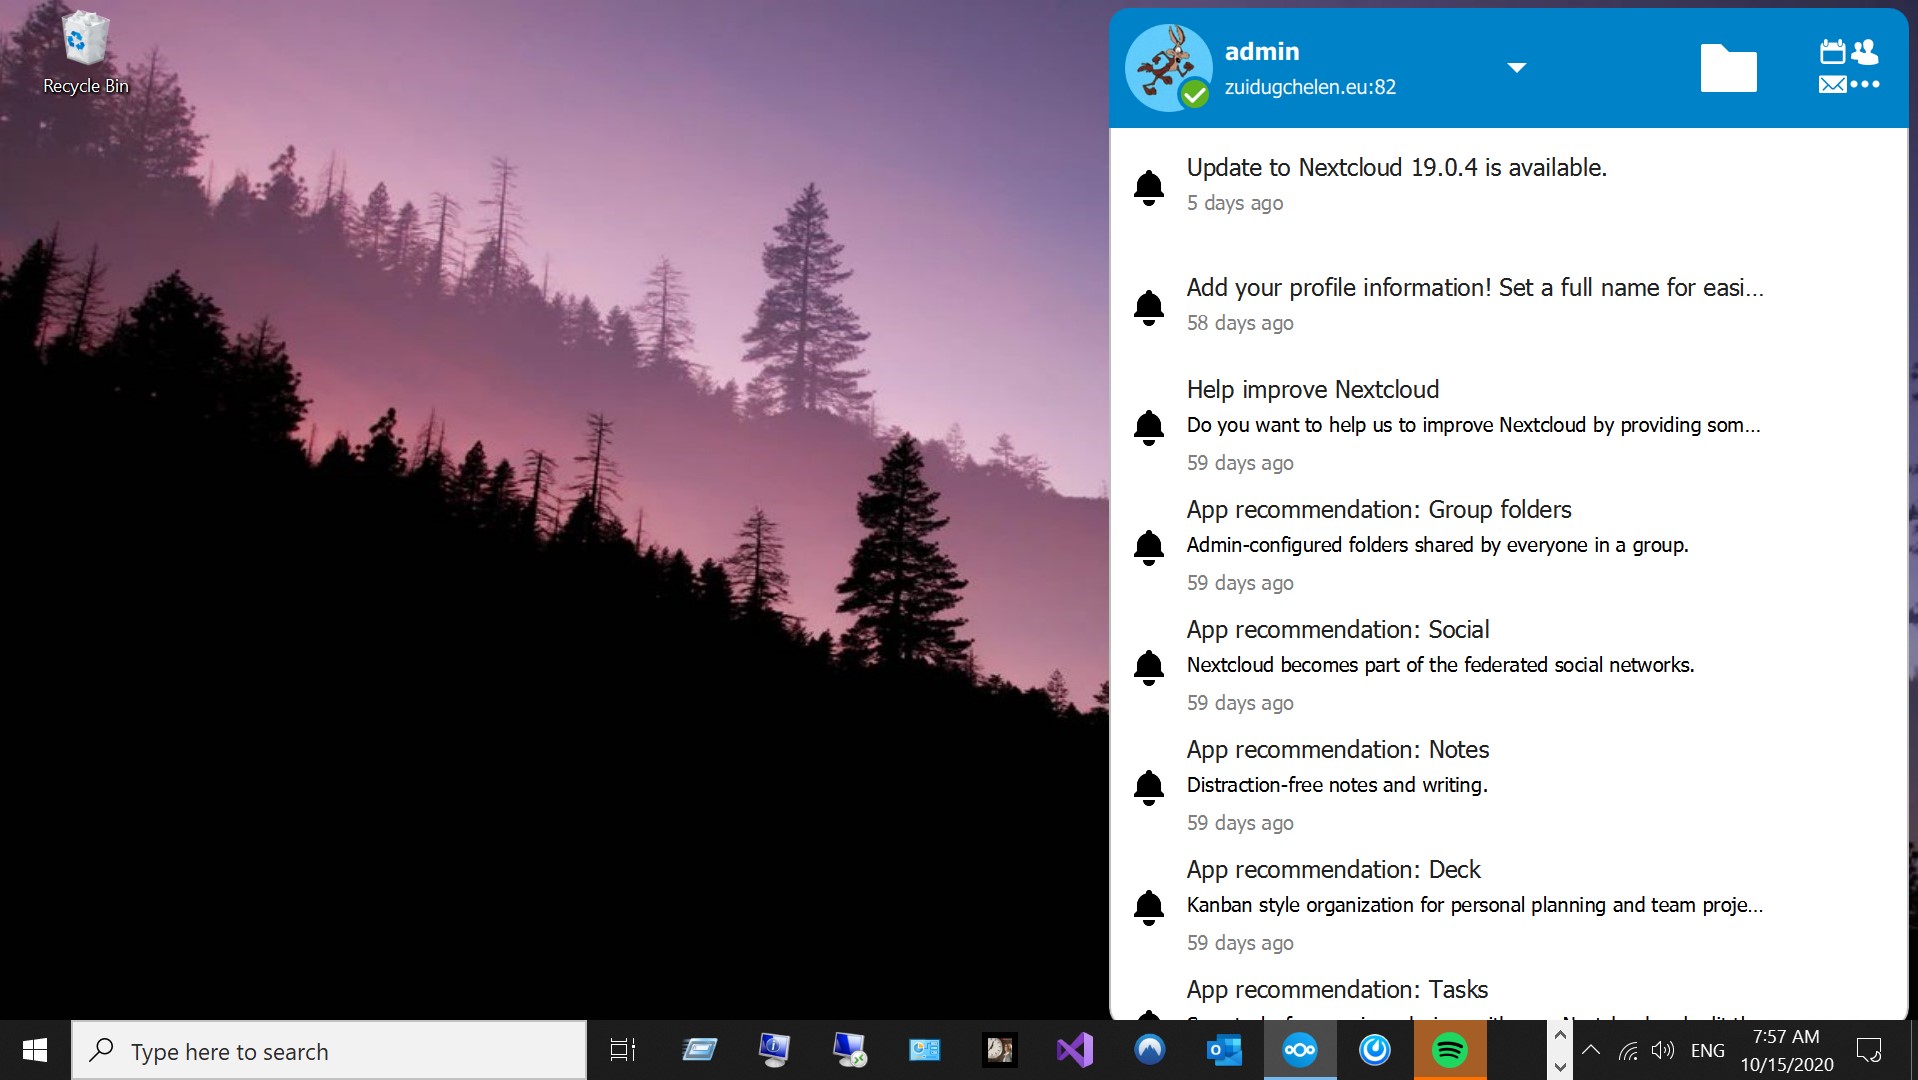 Recycle Bin
admin
zuidugchelen.eu:82
Update to Nextcloud 19.0.4 is available.
5 days ago
Add your profile information! Set a full name for easi...
58 days ago
Help improve Nextcloud
Do you want to help us to improve Nextcloud by providing som...
59 days ago
App recommendation: Group folders
Admin-configured folders shared by everyone in a group.
59 days ago
App recommendation: Social
Nextcloud becomes part of the federated social networks.
59 days ago
App recommendation: Notes
Distraction-free notes and writing.
59 days ago
App recommendation: Deck
Kanban style organization for personal planning and team proje...
59 days ago
App recommendation: Tasks
Type here to search
ENG
7:57 AM
10/15/2020